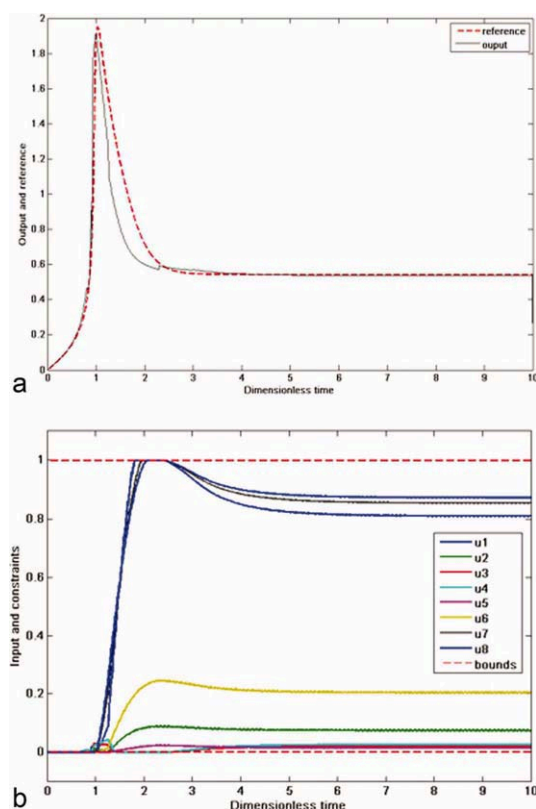 2
1.8
1.6
1.4
1.2
1
0.8
0.6
0.4
0.2
0
Output and reference
reference
ouput
0 1 2 3 4 5 6 7 8 9 10
Dimensionless time
a
1
0.8
0.6
0.4
0.2
0
Input and constraints
u1
u2
u3
u4
u5
u6
u7
u8
bounds
0 1 2 3 4 5 6 7 8 9 10
Dimensionless time
b